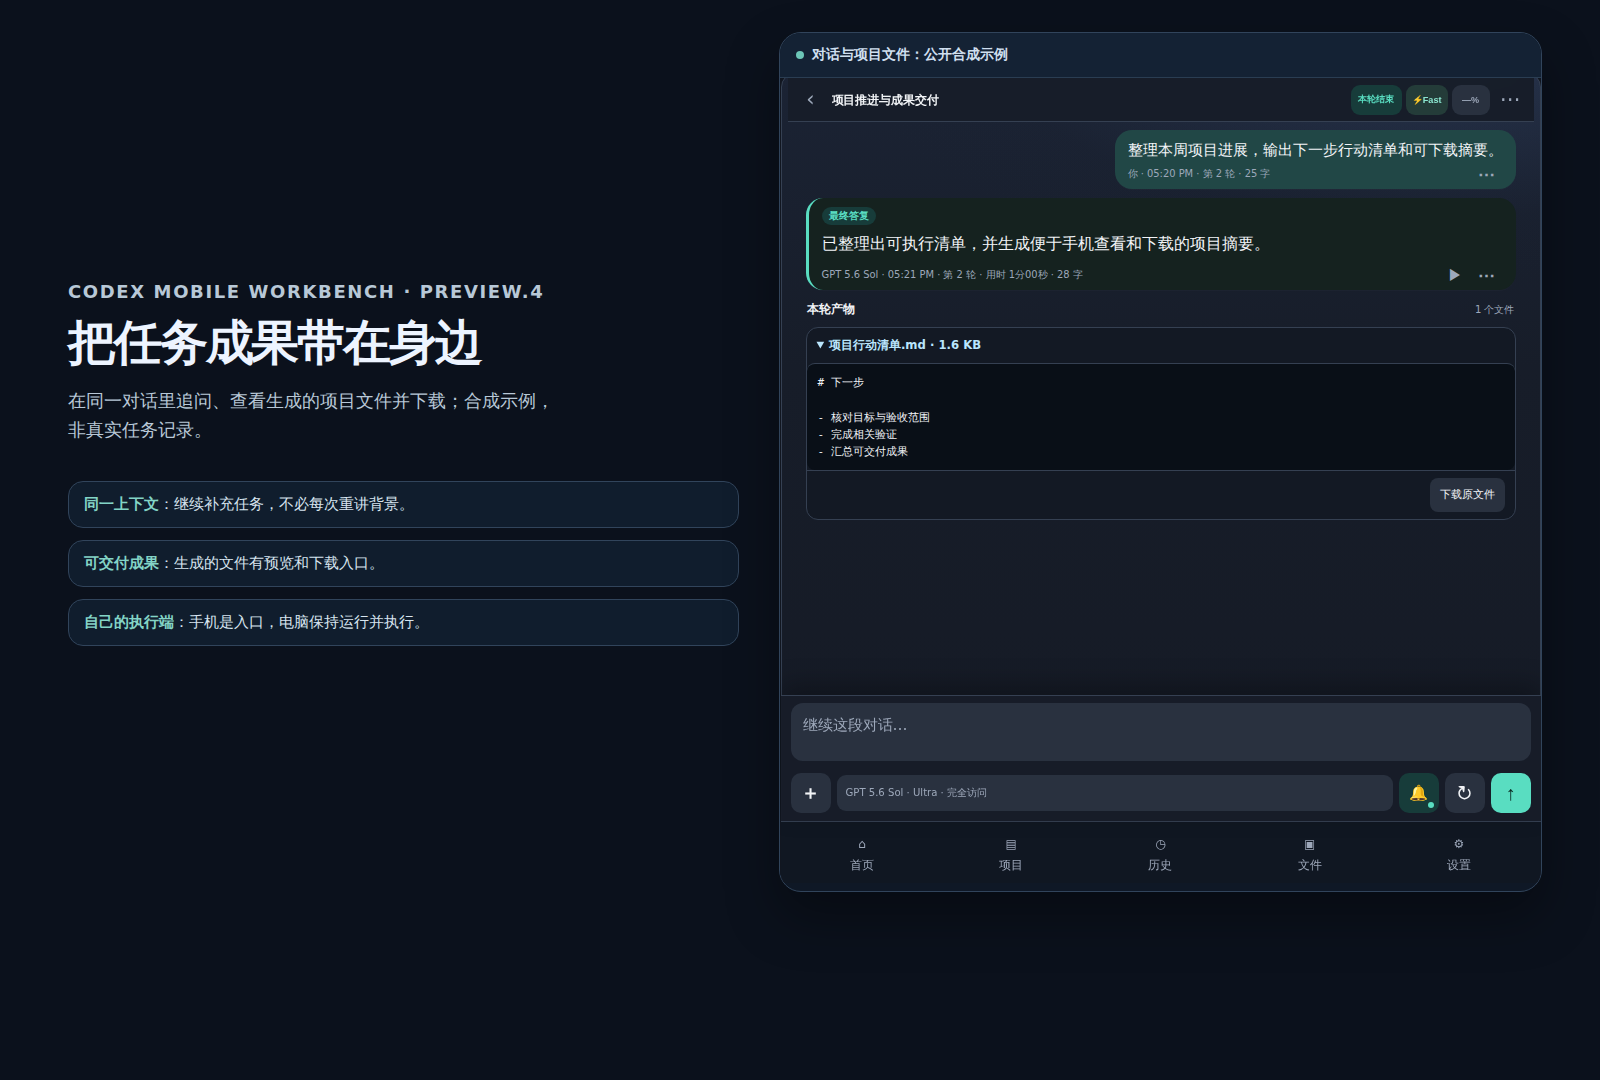 CODEX MOBILE WORKBENCH · PREVIEW.4
把任务成果带在身边
在同一对话里追问、查看生成的项目文件并下载；合成示例，
非真实任务记录。
同一上下文：继续补充任务，不必每次重讲背景。
可交付成果：生成的文件有预览和下载入口。
自己的执行端：手机是入口，电脑保持运行并执行。
对话与项目文件：公开合成示例
‹ 项目推进与成果交付 本轮结束 ⚡Fast —% ···
整理本周项目进展，输出下一步行动清单和可下载摘要。
你 · 05:20 PM · 第 2 轮 · 25 字 •••
最终答复
已整理出可执行清单，并生成便于手机查看和下载的项目摘要。
GPT 5.6 Sol · 05:21 PM · 第 2 轮 · 用时 1分00秒 · 28 字 ▶ •••
本轮产物 1 个文件
▼ 项目行动清单.md · 1.6 KB
# 下一步
- 核对目标与验收范围
- 完成相关验证
- 汇总可交付成果
下载原文件
继续这段对话...
+ GPT 5.6 Sol · Ultra · 完全访问 🔔 ↻ ↑
首页 项目 历史 文件 设置